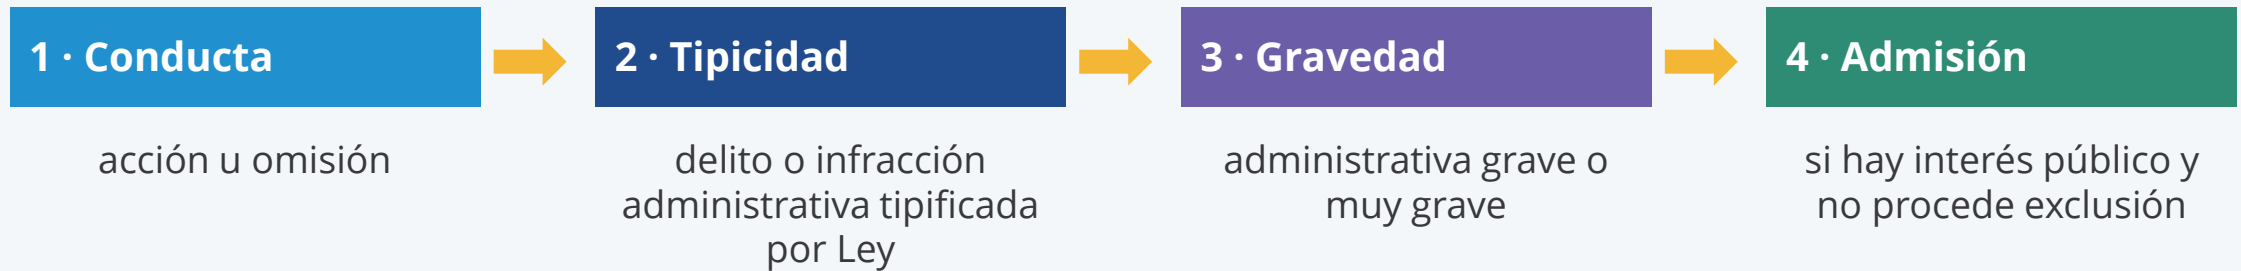 1 · Conducta
acción u omisión
2 · Tipicidad
delito o infracción
administrativa tipificada
por Ley
3 · Gravedad
administrativa grave o
muy grave
4 · Admisión
si hay interés público y
no procede exclusión